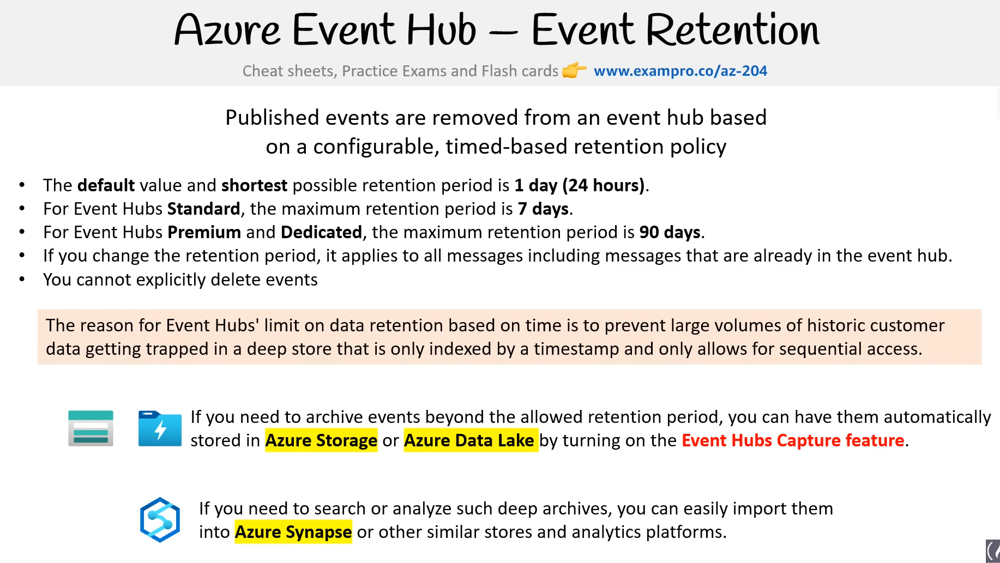 Azure Event Hub – Event Retention
Cheat sheets, Practice Exams and Flash cards 👉 www.exampro.co/az-204
Published events are removed from an event hub based
on a configurable, timed-based retention policy
• The default value and shortest possible retention period is 1 day (24 hours).
• For Event Hubs Standard, the maximum retention period is 7 days.
• For Event Hubs Premium and Dedicated, the maximum retention period is 90 days.
• If you change the retention period, it applies to all messages including messages that are already in the event hub.
• You cannot explicitly delete events
The reason for Event Hubs' limit on data retention based on time is to prevent large volumes of historic customer
data getting trapped in a deep store that is only indexed by a timestamp and only allows for sequential access.
If you need to archive events beyond the allowed retention period, you can have them automatically
stored in Azure Storage or Azure Data Lake by turning on the Event Hubs Capture feature.
If you need to search or analyze such deep archives, you can easily import them
into Azure Synapse or other similar stores and analytics platforms.